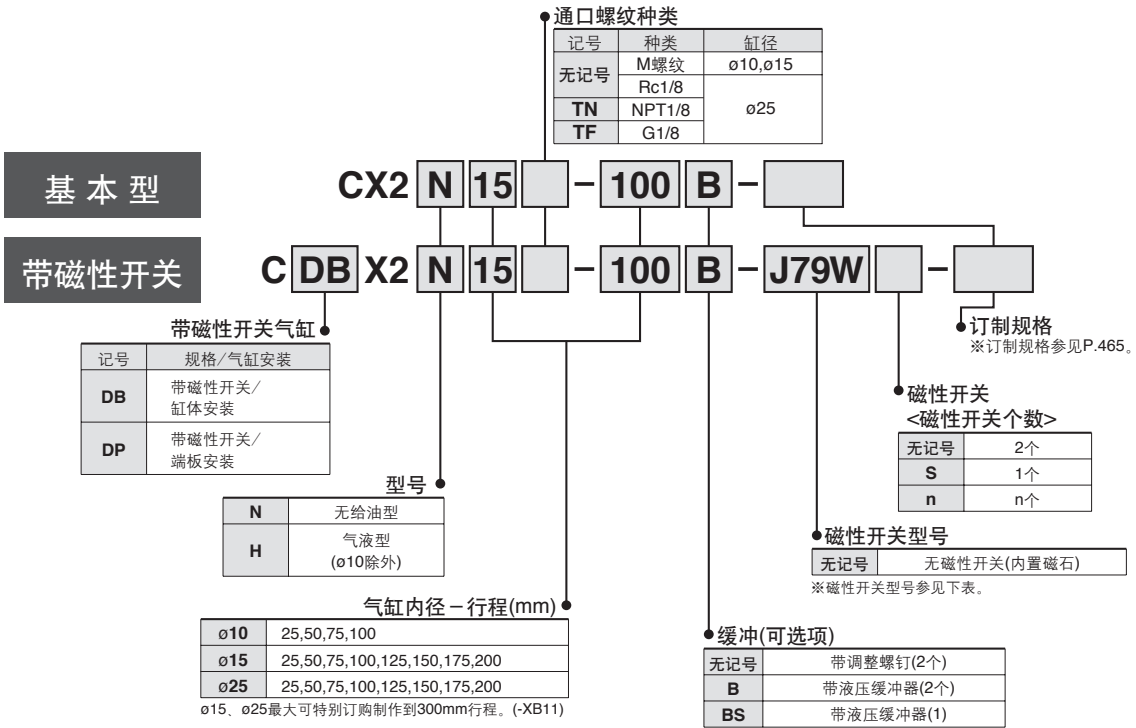 通口螺纹种类
记号 种类 缸径
无记号 M螺纹 ø10,ø15
Rc1/8 ø25
TN NPT1/8
TF G1/8
基本型 CX2 N 15 - 100 B -
带磁性开关 C DB X2 N 15 - 100 B - J79W -
带磁性开关气缸
记号 规格/气缸安装
DB 带磁性开关/
缸体安装
DP 带磁性开关/
端板安装
型号
N 无给油型
H 气液型
(ø10除外)
气缸内径-行程(mm)
ø10 25,50,75,100
ø15 25,50,75,100,125,150,175,200
ø25 25,50,75,100,125,150,175,200
ø15、ø25最大可特别订购制作到300mm行程。(-XB11)
订制规格
※订制规格参见P.465。
磁性开关
<磁性开关个数>
无记号 2个
S 1个
n n个
磁性开关型号
无记号 无磁性开关(内置磁石)
※磁性开关型号参见下表。
缓冲(可选项)
无记号 带调整螺钉(2个)
B 带液压缓冲器(2个)
BS 带液压缓冲器(1)